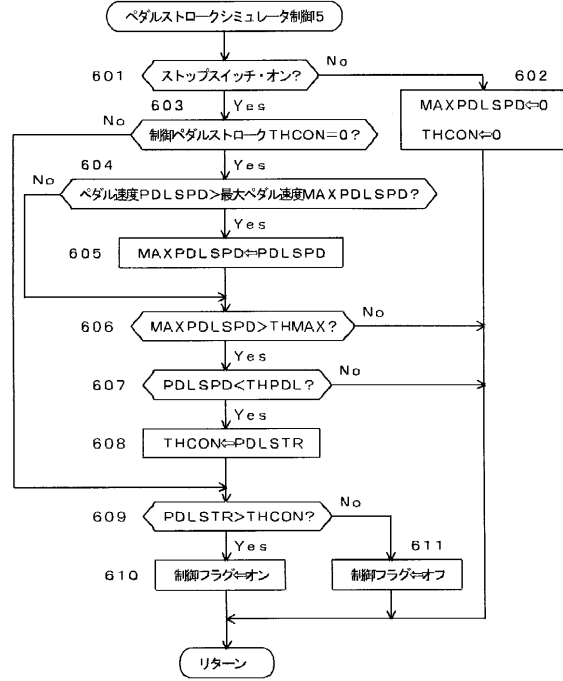 ペダルストロークシミュレータ制御5
601
ストップスイッチ・オン?
No
602
Yes
MAXPDLSPD⇐0
THCON⇐0
603
No
制御ペダルストロークTHCON=0?
Yes
604
No
ペダル速度PDLSPD>最大ペダル速度MAXPDLSPD?
Yes
605
MAXPDLSPD⇐PDLSPD
606
MAXPDLSPD>THMAX?
No
Yes
607
PDLSPD<THPDL?
No
Yes
608
THCON⇐PDLSTR
609
PDLSTR>THCON?
No
Yes
611
610
制御フラグ⇐オン
制御フラグ⇐オフ
リターン